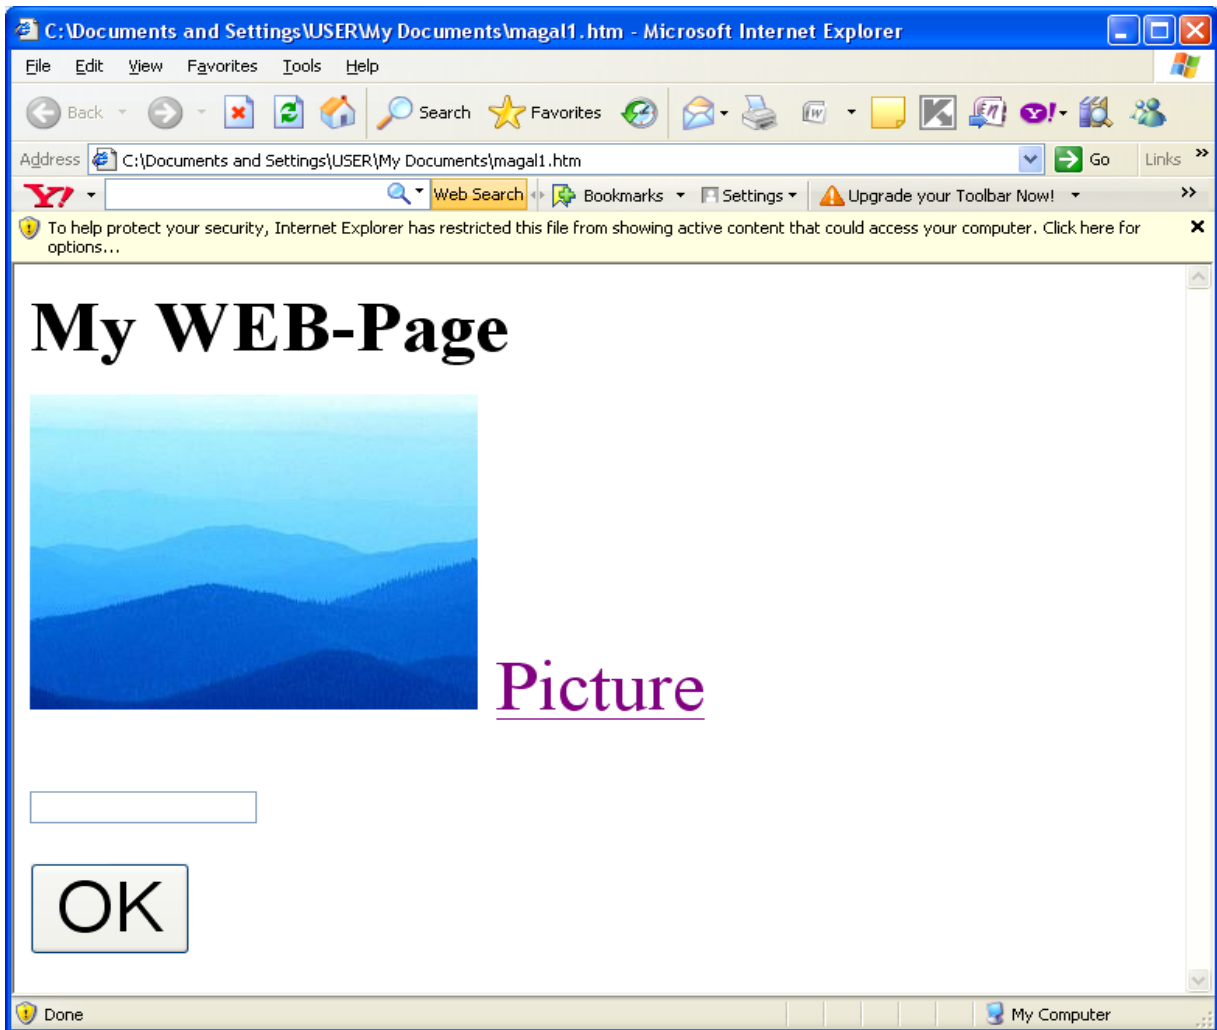 C:\Documents and Settings\USER\My Documents\magal1.htm - Microsoft Internet Explorer
File Edit View Favorites Tools Help
Back Search Favorites
Address C:\Documents and Settings\USER\My Documents\magal1.htm Go Links »
Y! Web Search Bookmarks Settings Upgrade your Toolbar Now! »
To help protect your security, Internet Explorer has restricted this file from showing active content that could access your computer. Click here for
options...
My WEB-Page
Picture
OK
Done My Computer